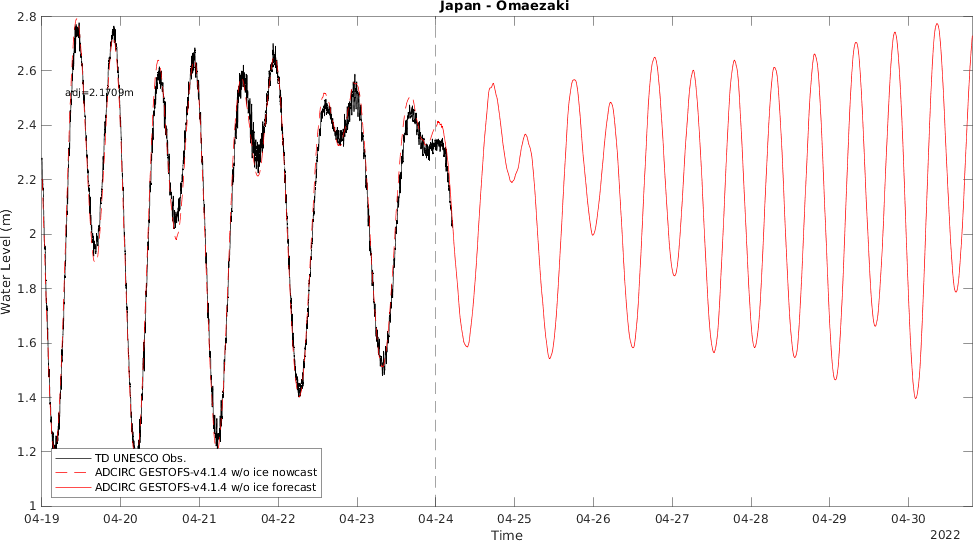 Japan - Omaezaki
2.8
2.6
2.4
2.2
2
1.8
1.6
1.4
1.2
1
Water Level (m)
adj=2.1709m
TD UNESCO Obs.
ADCIRC GESTOFS-v4.1.4 w/o ice nowcast
ADCIRC GESTOFS-v4.1.4 w/o ice forecast
04-19 04-20 04-21 04-22 04-23 04-24 04-25 04-26 04-27 04-28 04-29 04-30
2022
Time